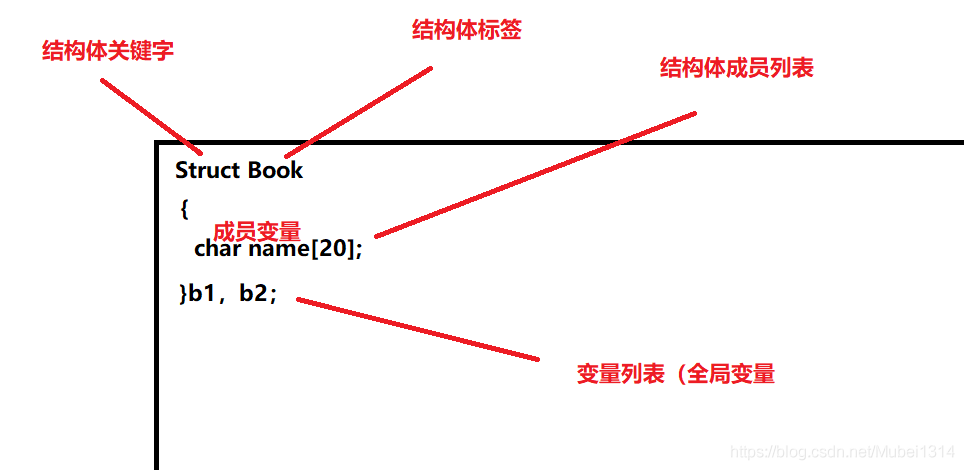 结构体标签
结构体关键字
结构体成员列表
Struct Book
{
成员变量
char name[20];
}b1，b2；
变量列表（全局变量
https://blog.csdn.net/Mubei1314